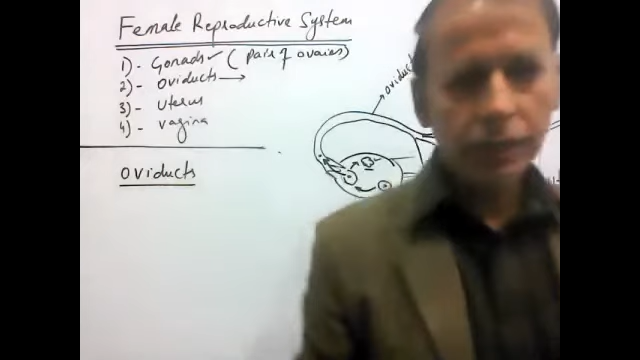 Female Reproductive System
1)- Gonads ✓ (pair of ovaries)
2)- Oviducts →
3)- Uterus
4)- Vagina
OVIDUCTS
oviduct